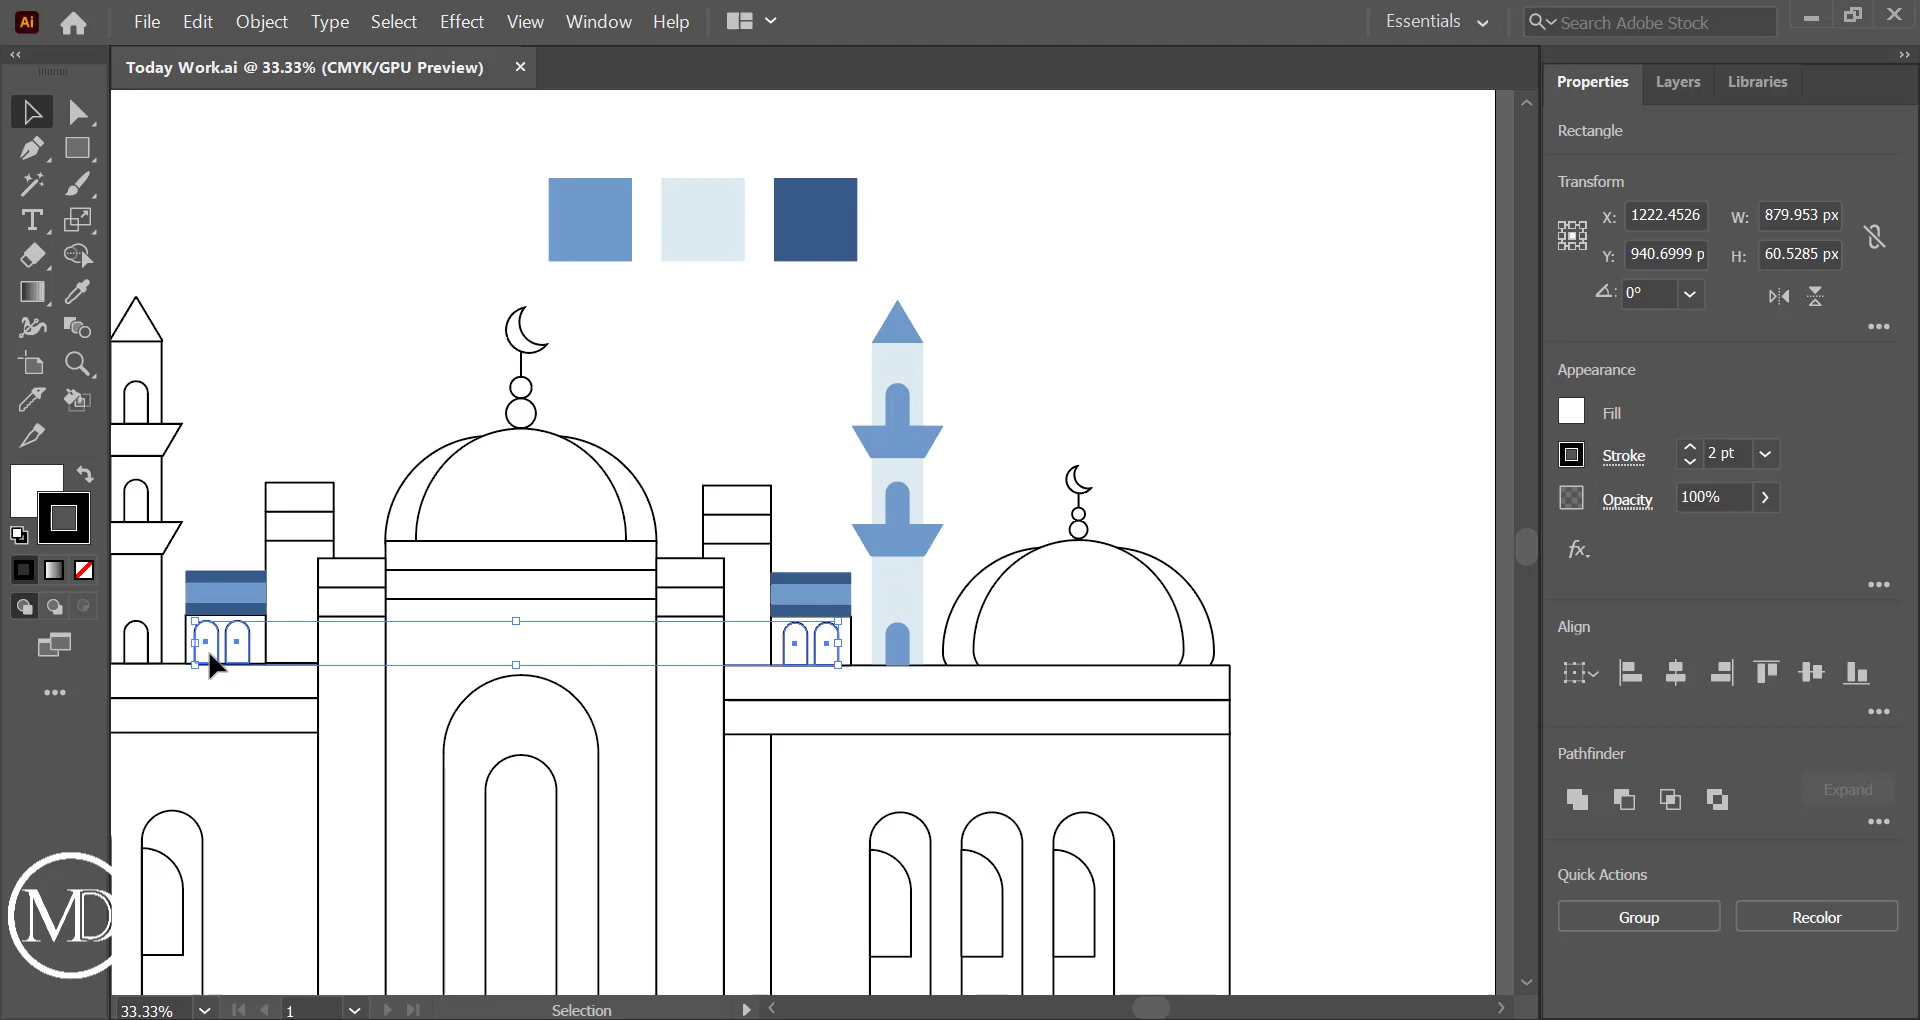 Ai File Edit Object Type Select Effect View Window Help Essentials Search Adobe Stock
Today Work.ai @ 33.33% (CMYK/GPU Preview)
Properties Layers Libraries
Rectangle
Transform
X: 1222.4526 W: 879.953 px
Y: 940.6999 p H: 60.5285 px
0°
Appearance
Fill
Stroke 2 pt
Opacity 100%
fx.
Align
Pathfinder
Expand
Quick Actions
Group Recolor
MD
33.33% 1 Selection